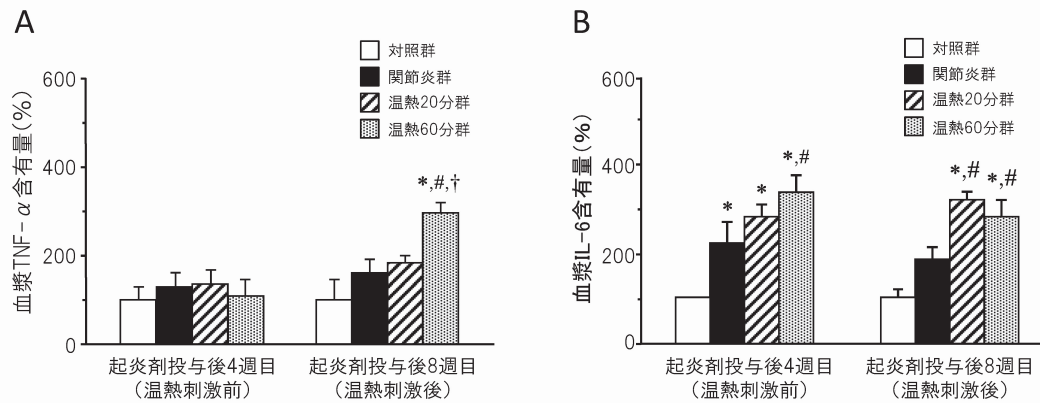 A
対照群
関節炎群
温熱20分群
温熱60分群
血漿TNF-α含有量(%)
600
400
200
0
*,#,†
起炎剤投与後4週目
(温熱刺激前)
起炎剤投与後8週目
(温熱刺激後)
B
対照群
関節炎群
温熱20分群
温熱60分群
血漿IL-6含有量(%)
600
400
200
0
*
*
*,#
*,#
*,#
起炎剤投与後4週目
(温熱刺激前)
起炎剤投与後8週目
(温熱刺激後)